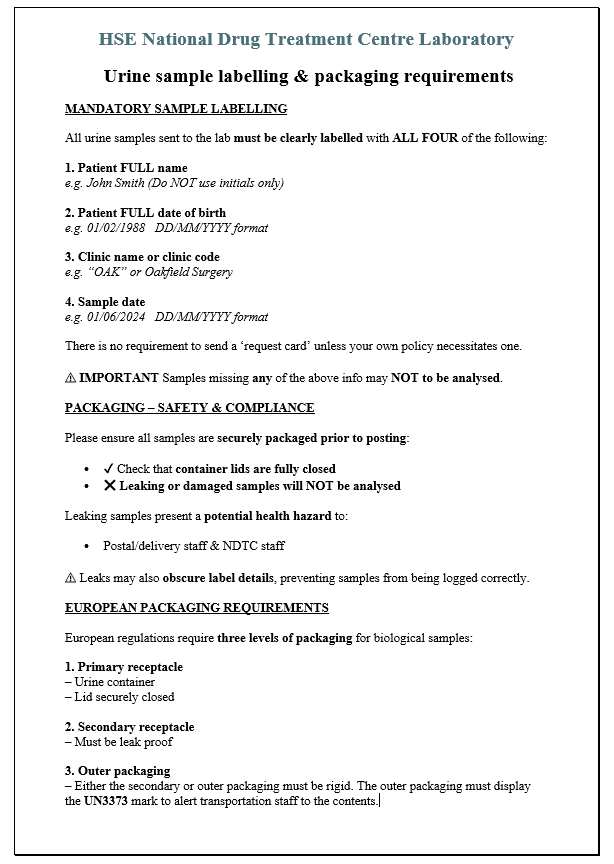 HSE National Drug Treatment Centre Laboratory
Urine sample labelling & packaging requirements
MANDATORY SAMPLE LABELLING
All urine samples sent to the lab must be clearly labelled with ALL FOUR of the following:
1. Patient FULL name
e.g. John Smith (Do NOT use initials only)
2. Patient FULL date of birth
e.g. 01/02/1988   DD/MM/YYYY format
3. Clinic name or clinic code
e.g. “OAK” or Oakfield Surgery
4. Sample date
e.g. 01/06/2024   DD/MM/YYYY format
There is no requirement to send a ‘request card’ unless your own policy necessitates one.
⚠ IMPORTANT Samples missing any of the above info may NOT to be analysed.
PACKAGING – SAFETY & COMPLIANCE
Please ensure all samples are securely packaged prior to posting:
• ✓ Check that container lids are fully closed
• ✗ Leaking or damaged samples will NOT be analysed
Leaking samples present a potential health hazard to:
• Postal/delivery staff & NDTC staff
⚠ Leaks may also obscure label details, preventing samples from being logged correctly.
EUROPEAN PACKAGING REQUIREMENTS
European regulations require three levels of packaging for biological samples:
1. Primary receptacle
– Urine container
– Lid securely closed
2. Secondary receptacle
– Must be leak proof
3. Outer packaging
– Either the secondary or outer packaging must be rigid. The outer packaging must display
the UN3373 mark to alert transportation staff to the contents.